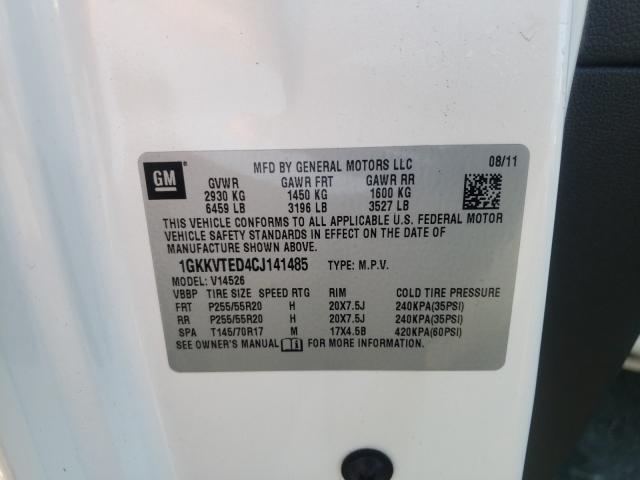 GM
MFD BY GENERAL MOTORS LLC 08/11
GVWR GAWR FRT GAWR RR
2930 KG 1450 KG 1600 KG
6459 LB 3196 LB 3527 LB
THIS VEHICLE CONFORMS TO ALL APPLICABLE U.S. FEDERAL MOTOR
VEHICLE SAFETY STANDARDS IN EFFECT ON THE DATE OF
MANUFACTURE SHOWN ABOVE.
1GKKVTED4CJ141485 TYPE: M.P.V.
MODEL: V14526
VBBP TIRE SIZE SPEED RTG RIM COLD TIRE PRESSURE
FRT P255/55R20 H 20X7.5J 240KPA(35PSI)
RR P255/55R20 H 20X7.5J 240KPA(35PSI)
SPA T145/70R17 M 17X4.5B 420KPA(60PSI)
SEE OWNER'S MANUAL FOR MORE INFORMATION.